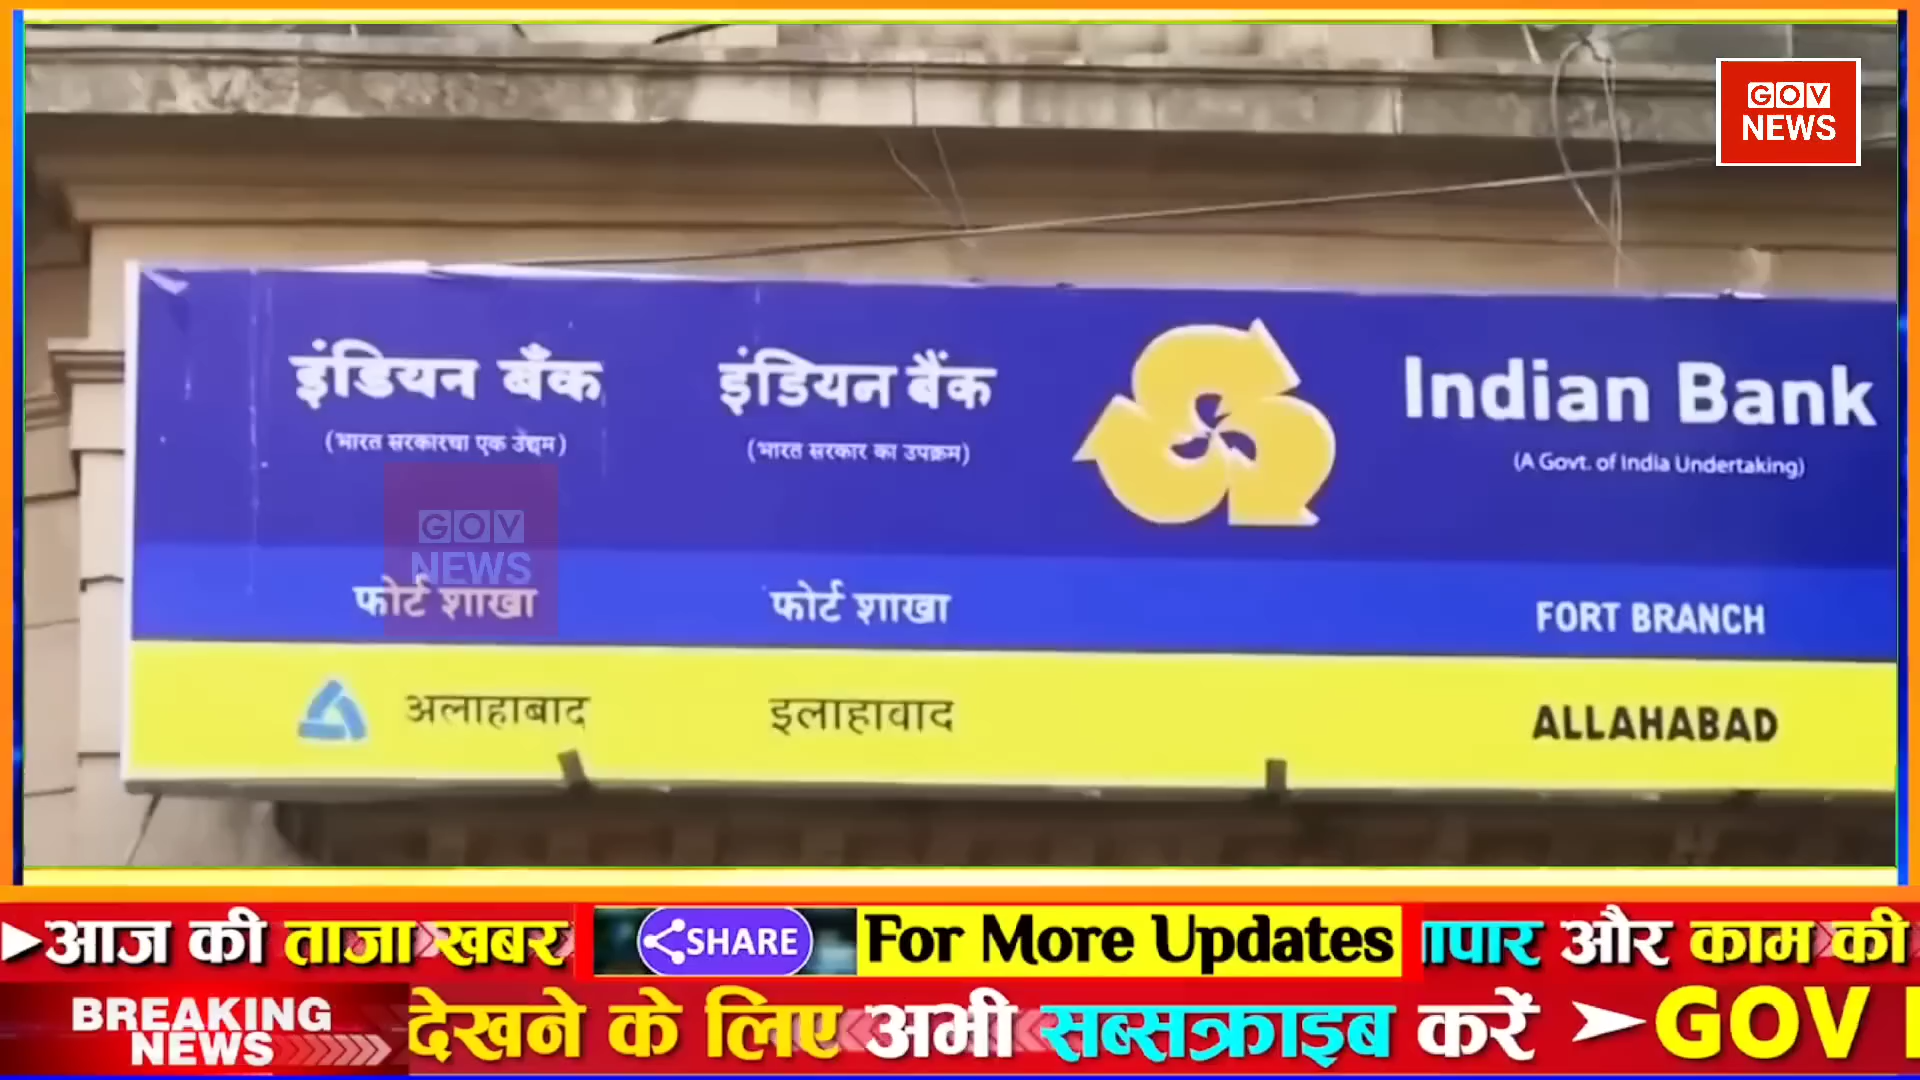 GOV
NEWS
इंडियन बँक
(भारत सरकारचा एक उद्यम)
इंडियन बैंक
(भारत सरकार का उपक्रम)
Indian Bank
(A Govt. of India Undertaking)
GOV
NEWS
फोर्ट शाखा
फोर्ट शाखा
FORT BRANCH
अलाहाबाद
इलाहावाद
ALLAHABAD
आज की ताजा खबर
SHARE
For More Updates
ापार और काम की
BREAKING
NEWS
देखने के लिए अभी सब्सक्राइब करें
GOV